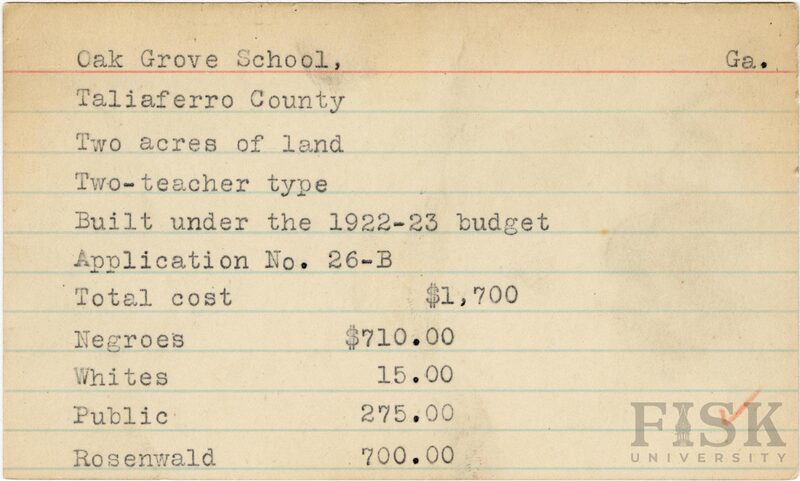 Oak Grove School, Ga.
Taliaferro County
Two acres of land
Two-teacher type
Built under the 1922-23 budget
Application No. 26-B
Total cost $1,700
Negroes $710.00
Whites 15.00
Public 275.00
Rosenwald 700.00
FISK
UNIVERSITY